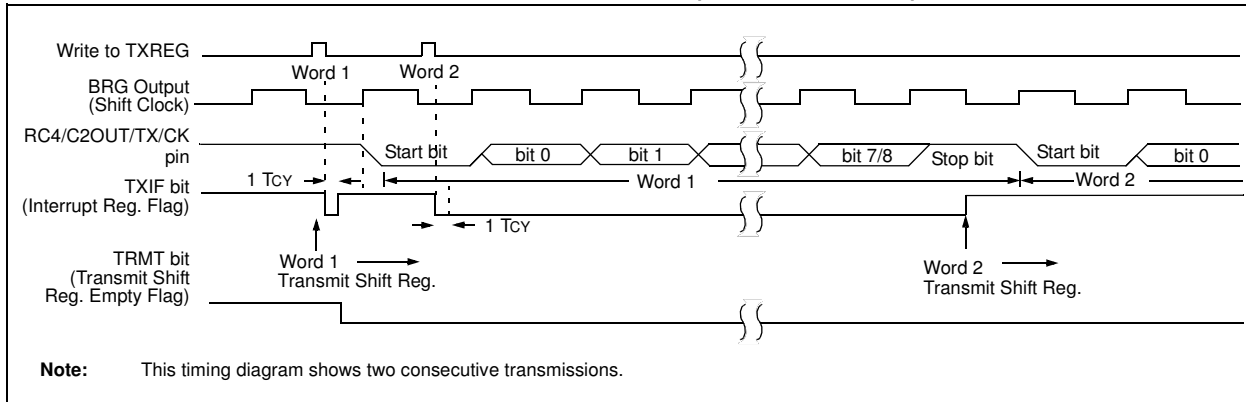 Write to TXREG
Word 1
Word 2
BRG Output
(Shift Clock)
RC4/C2OUT/TX/CK
pin
Start bit
bit 0
bit 1
bit 7/8
Stop bit
Start bit
bit 0
Word 1
Word 2
1 TCY
TXIF bit
(Interrupt Reg. Flag)
1 TCY
Word 1
Transmit Shift Reg.
Word 2
Transmit Shift Reg.
TRMT bit
(Transmit Shift
Reg. Empty Flag)
Note: This timing diagram shows two consecutive transmissions.